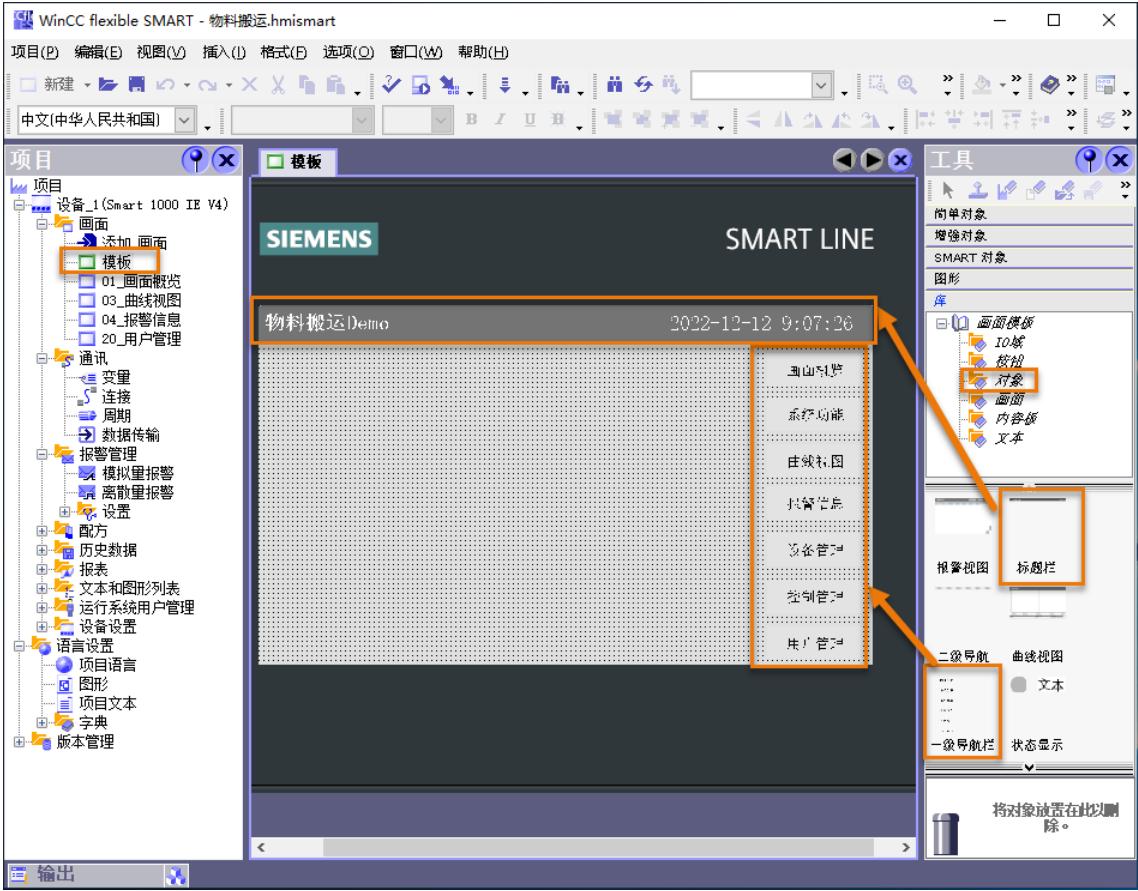 WinCC flexible SMART - 物料搬运.hmismart
项目(P) 编辑(E) 视图(V) 插入(I) 格式(F) 选项(O) 窗口(W) 帮助(H)
新建
中文(中华人民共和国)
B I U
项目
项目
设备_1(Smart 1000 IE V4)
画面
添加 画面
模板
01_画面概览
03_曲线视图
04_报警信息
20_用户管理
通讯
变量
连接
周期
数据传输
报警管理
模拟量报警
离散量报警
设置
配方
历史数据
报表
文本和图形列表
运行系统用户管理
设备设置
语言设置
项目语言
图形
项目文本
字典
版本管理
模板
SIEMENS
SMART LINE
物料搬运Demo
2022-12-12 9:07:26
画面概览
系统功能
曲线视图
报警信息
设备管理
控制管理
用户管理
工具
简单对象
增强对象
SMART 对象
图形
库
画面模板
IO域
按钮
对象
画面
内容板
文本
报警视图
标题栏
二级导航
曲线视图
文本
一级导航栏
状态显示
将对象放置在此以删
除。
输出